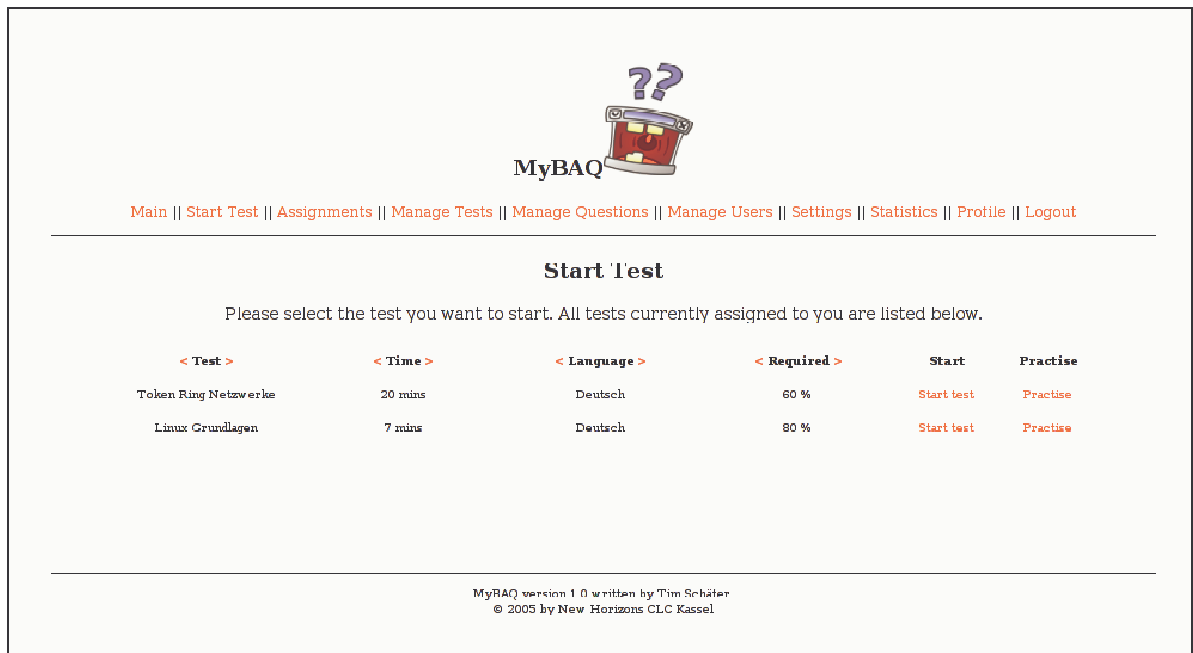 MyBAQ
Main || Start Test || Assignments || Manage Tests || Manage Questions || Manage Users || Settings || Statistics || Profile || Logout
Start Test
Please select the test you want to start. All tests currently assigned to you are listed below.
< Test > < Time > < Language > < Required > Start Practise
Token Ring Netzwerke 20 mins Deutsch 60 % Start test Practise
Linux Grundlagen 7 mins Deutsch 80 % Start test Practise
MyBAQ version 1.0 written by Tim Schäfer
© 2005 by New Horizons CLC Kassel